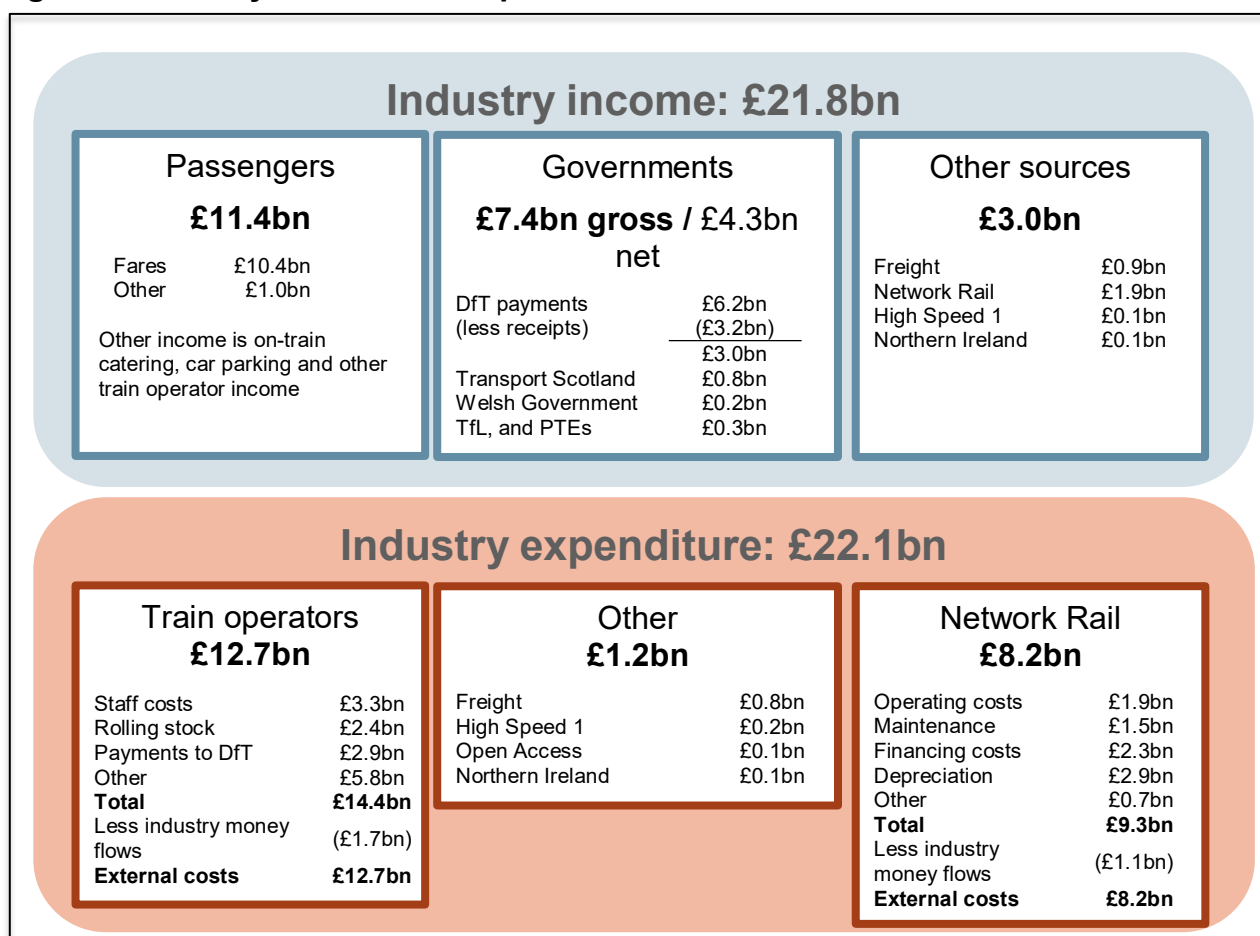 Industry income: £21.8bn
Passengers
£11.4bn
Fares £10.4bn
Other £1.0bn
Other income is on-train
catering, car parking and other
train operator income
Governments
£7.4bn gross / £4.3bn
net
DfT payments £6.2bn
(less receipts) (£3.2bn)
£3.0bn
Transport Scotland £0.8bn
Welsh Government £0.2bn
TfL, and PTEs £0.3bn
Other sources
£3.0bn
Freight £0.9bn
Network Rail £1.9bn
High Speed 1 £0.1bn
Northern Ireland £0.1bn
Industry expenditure: £22.1bn
Train operators
£12.7bn
Staff costs £3.3bn
Rolling stock £2.4bn
Payments to DfT £2.9bn
Other £5.8bn
Total £14.4bn
Less industry money
flows (£1.7bn)
External costs £12.7bn
Other
£1.2bn
Freight £0.8bn
High Speed 1 £0.2bn
Open Access £0.1bn
Northern Ireland £0.1bn
Network Rail
£8.2bn
Operating costs £1.9bn
Maintenance £1.5bn
Financing costs £2.3bn
Depreciation £2.9bn
Other £0.7bn
Total £9.3bn
Less industry
money flows (£1.1bn)
External costs £8.2bn